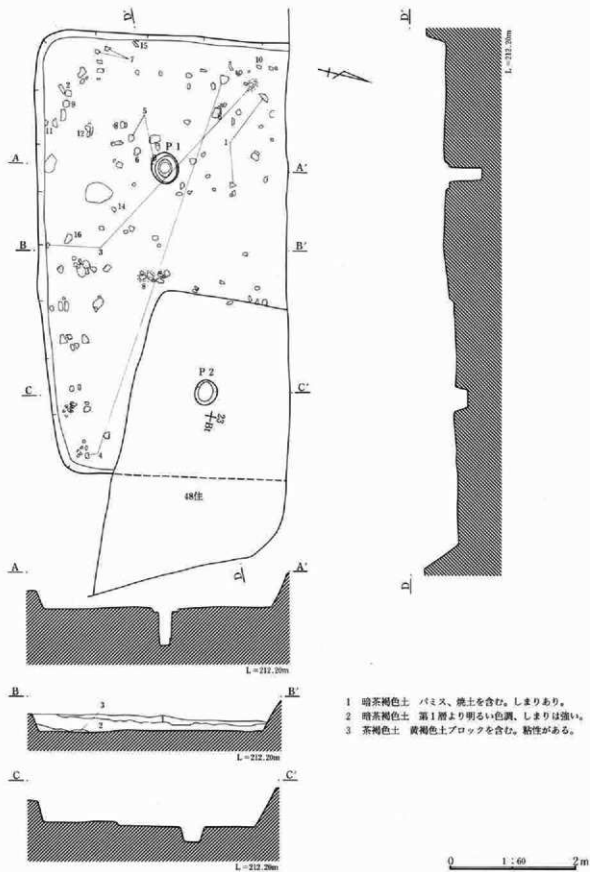 D'
15
7
10
2
9
5
11
12
6
1
P 1
A
A'
14
16
B
3
B'
8
P 2
C
C'
23
4
48住
D
D'
L=212.20m
D
A
A'
L=212.20m
B
3
B'
2
L=212.20m
C
C'
L=212.20m
1 暗茶褐色土 パミス、焼土を含む。しまりあり。
2 暗茶褐色土 第1層より明るい色調、しまりは強い。
3 茶褐色土 黄褐色土ブロックを含む。粘性がある。
0 1:60 2m